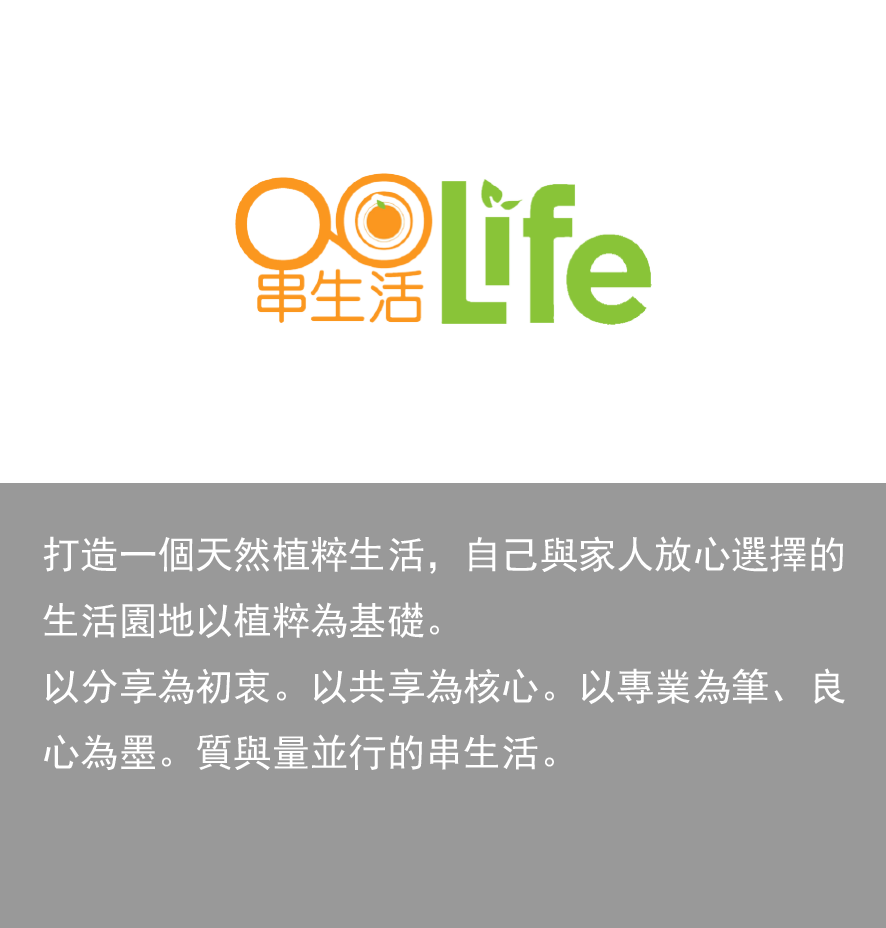 串生活
Life
打造一個天然植粹生活，自己與家人放心選擇的
生活園地以植粹為基礎。
以分享為初衷。以共享為核心。以專業為筆、良
心為墨。質與量並行的串生活。